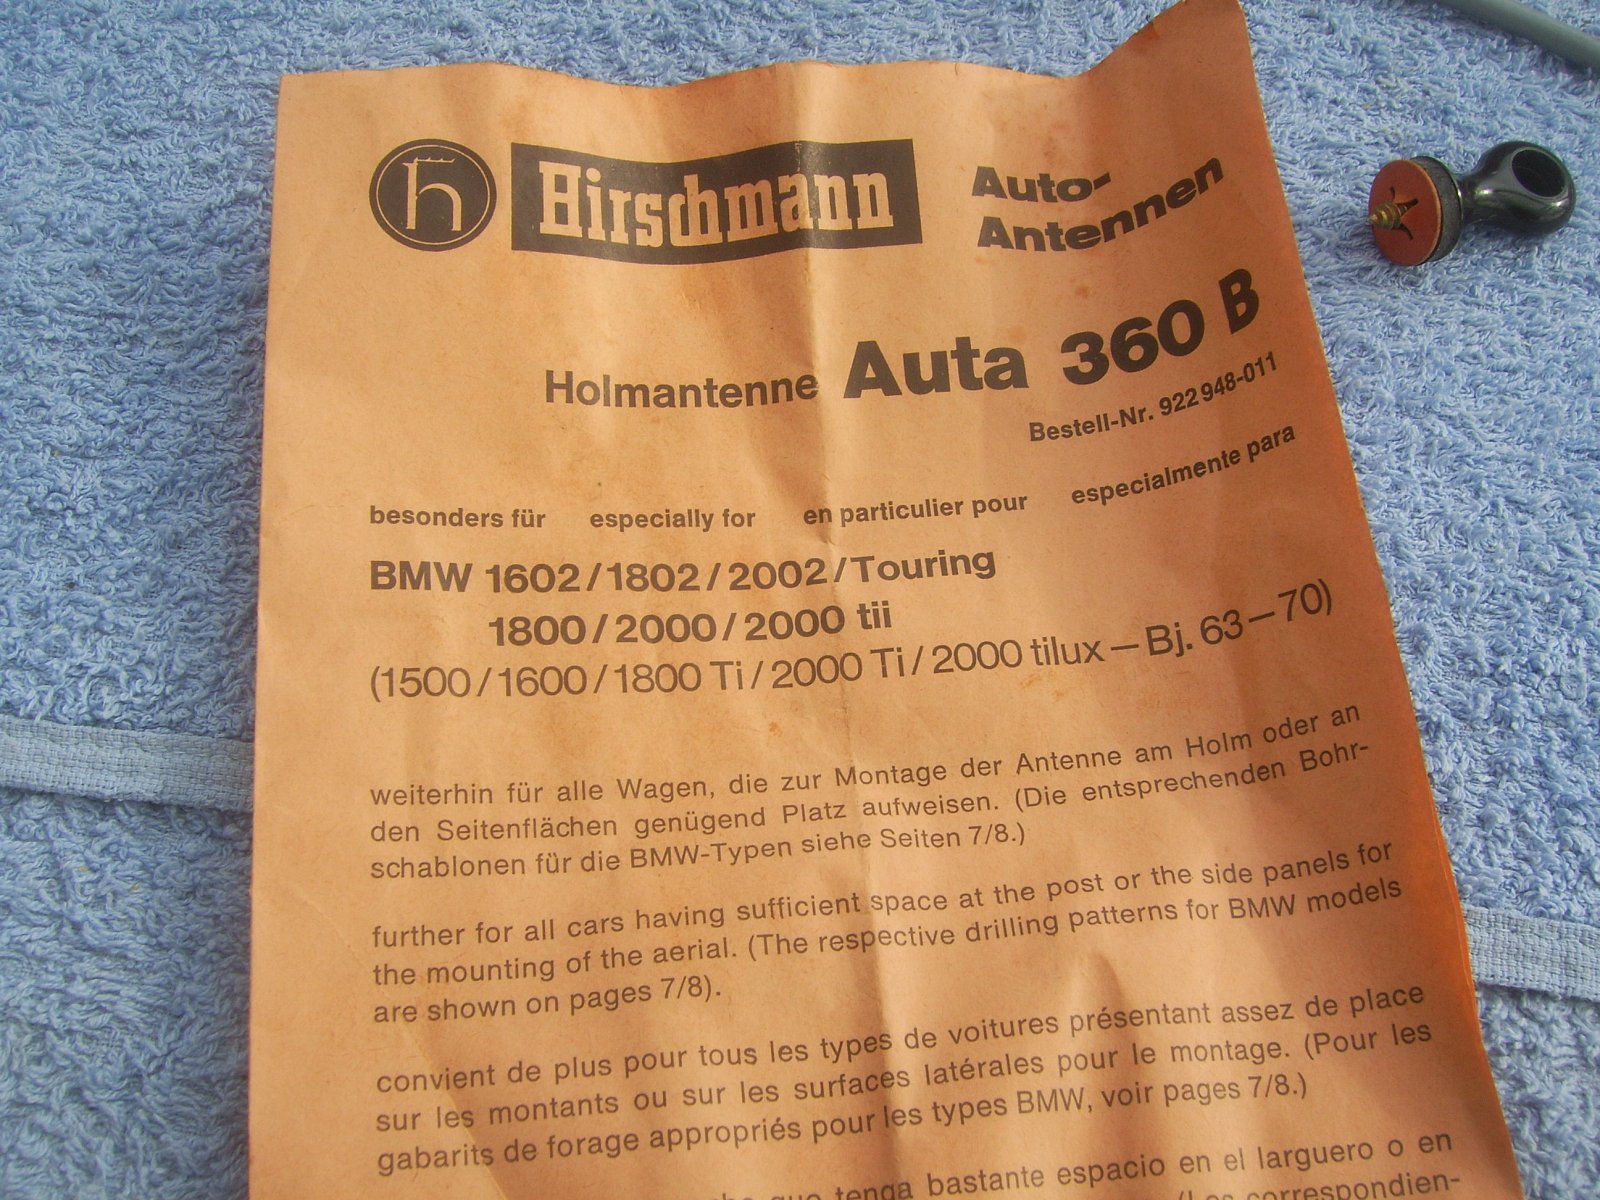 h Hirschmann Auto-
Antennen
Holmantenne Auta 360 B
Bestell-Nr. 922 948-011
besonders für especially for en particulier pour especialmente para
BMW 1602/1802/2002/Touring
1800/2000/2000 tii
(1500/1600/1800 Ti/2000 Ti/2000 tilux – Bj. 63 – 70)
weiterhin für alle Wagen, die zur Montage der Antenne am Holm oder an
den Seitenflächen genügend Platz aufweisen. (Die entsprechenden Bohr-
schablonen für die BMW-Typen siehe Seiten 7/8.)
further for all cars having sufficient space at the post or the side panels for
the mounting of the aerial. (The respective drilling patterns for BMW models
are shown on pages 7/8).
convient de plus pour tous les types de voitures présentant assez de place
sur les montants ou sur les surfaces latérales pour le montage. (Pour les
gabarits de forage appropriés pour les types BMW, voir pages 7/8.)
que tenga bastante espacio en el larguero o en
(Los correspondien-